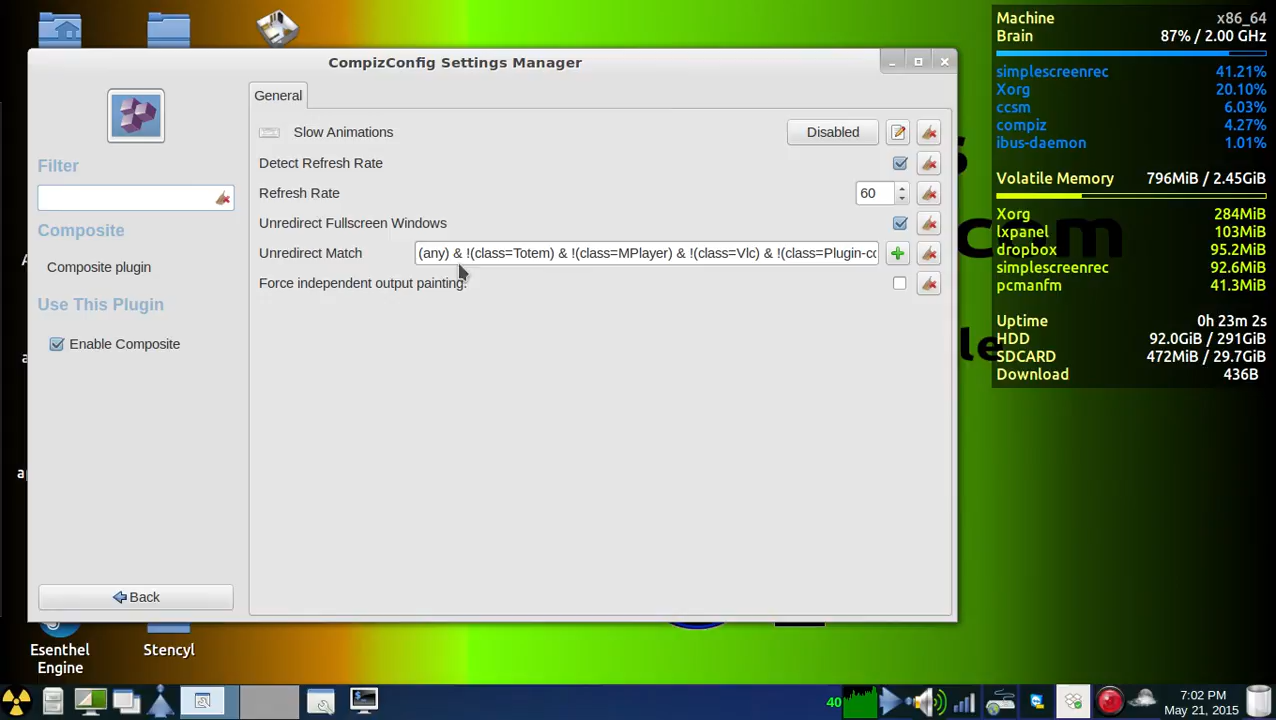 CompizConfig Settings Manager
General
Filter
Composite
Composite plugin
Use This Plugin
Enable Composite
Back
Slow Animations Disabled
Detect Refresh Rate
Refresh Rate 60
Unredirect Fullscreen Windows
Unredirect Match (any) & !(class=Totem) & !(class=MPlayer) & !(class=Vlc) & !(class=Plugin-co
Force independent output painting.
Machine x86_64
Brain 87% / 2.00 GHz
simplescreenrec 41.21%
Xorg 20.10%
ccsm 6.03%
compiz 4.27%
ibus-daemon 1.01%
Volatile Memory 796MiB / 2.45GiB
Xorg 284MiB
lxpanel 103MiB
dropbox 95.2MiB
simplescreenrec 92.6MiB
pcmanfm 41.3MiB
Uptime 0h 23m 2s
HDD 92.0GiB / 291GiB
SDCARD 472MiB / 29.7GiB
Download 436B
com
le
Esenthel
Engine
Stencyl
40
7:02 PM
May 21, 2015